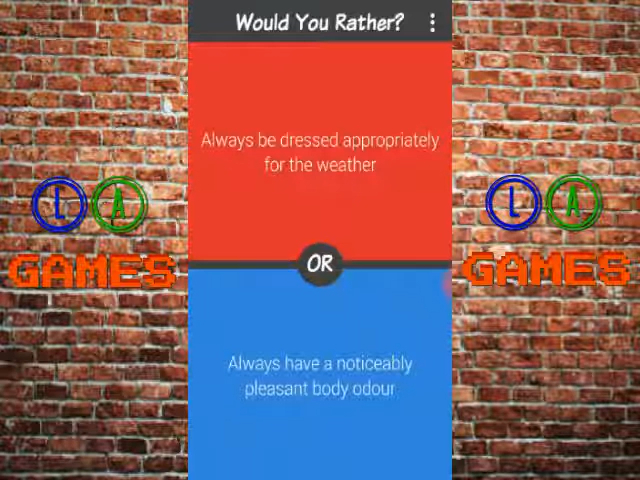 Would You Rather?
Always be dressed appropriately
for the weather
OR
Always have a noticeably
pleasant body odour
L A
GAMES
L A
GAMES